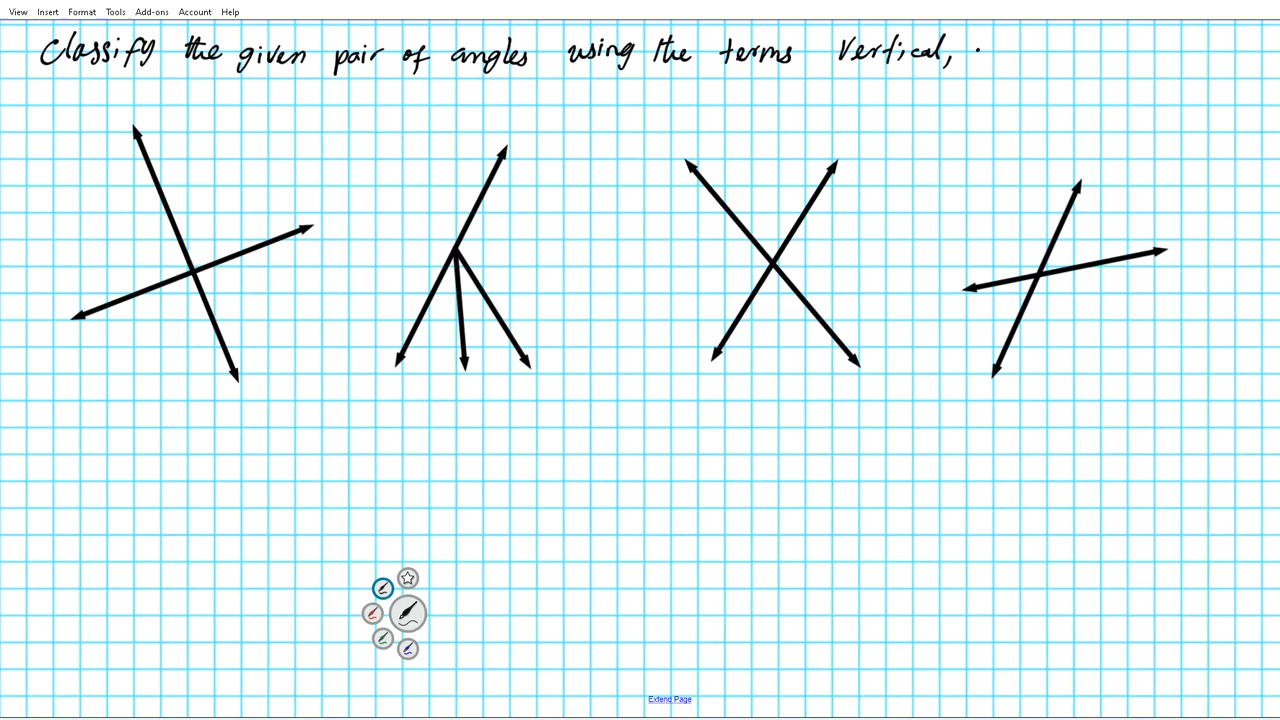 View Insert Format Tools Add-ons Account Help
Classify the given pair of angles using the terms Vertical,
Extend Page